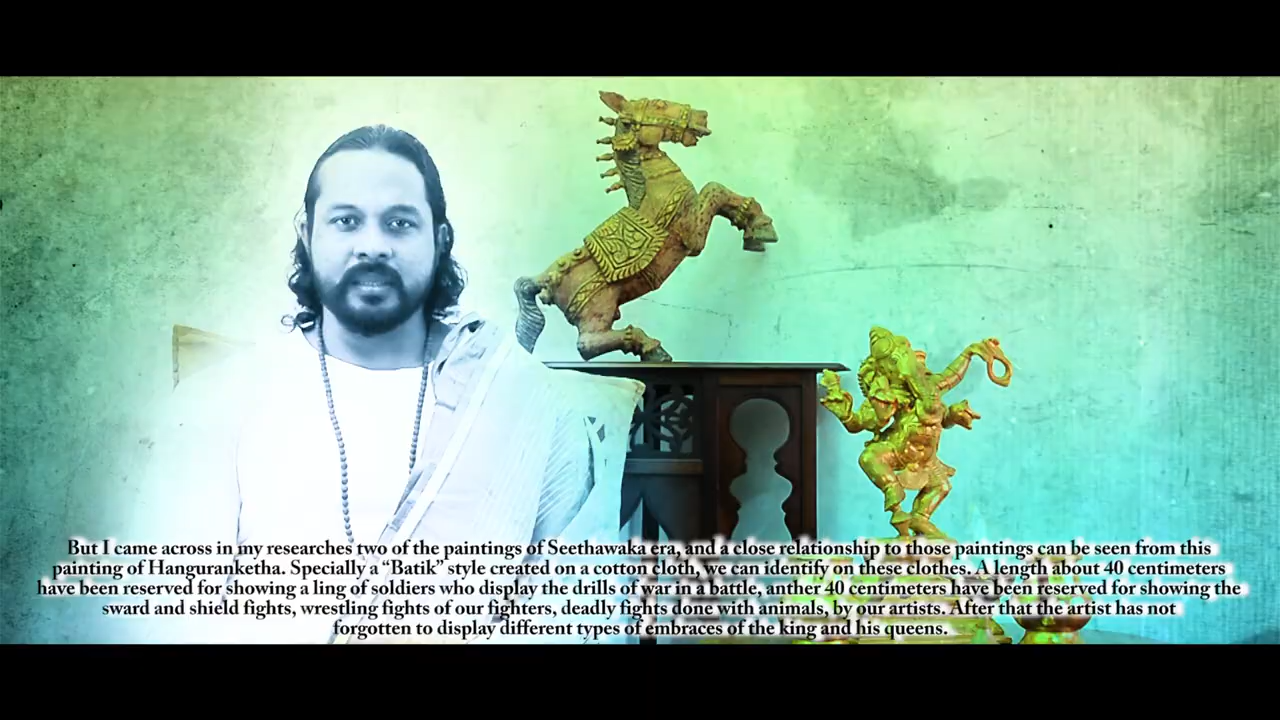 But I came across in my researches two of the paintings of Seethawaka era, and a close relationship to those paintings can be seen from this
painting of Hanguranketha. Specially a “Batik” style created on a cotton cloth, we can identify on these clothes. A length about 40 centimeters
have been reserved for showing a ling of soldiers who display the drills of war in a battle, anther 40 centimeters have been reserved for showing the
sward and shield fights, wrestling fights of our fighters, deadly fights done with animals, by our artists. After that the artist has not
forgotten to display different types of embraces of the king and his queens.